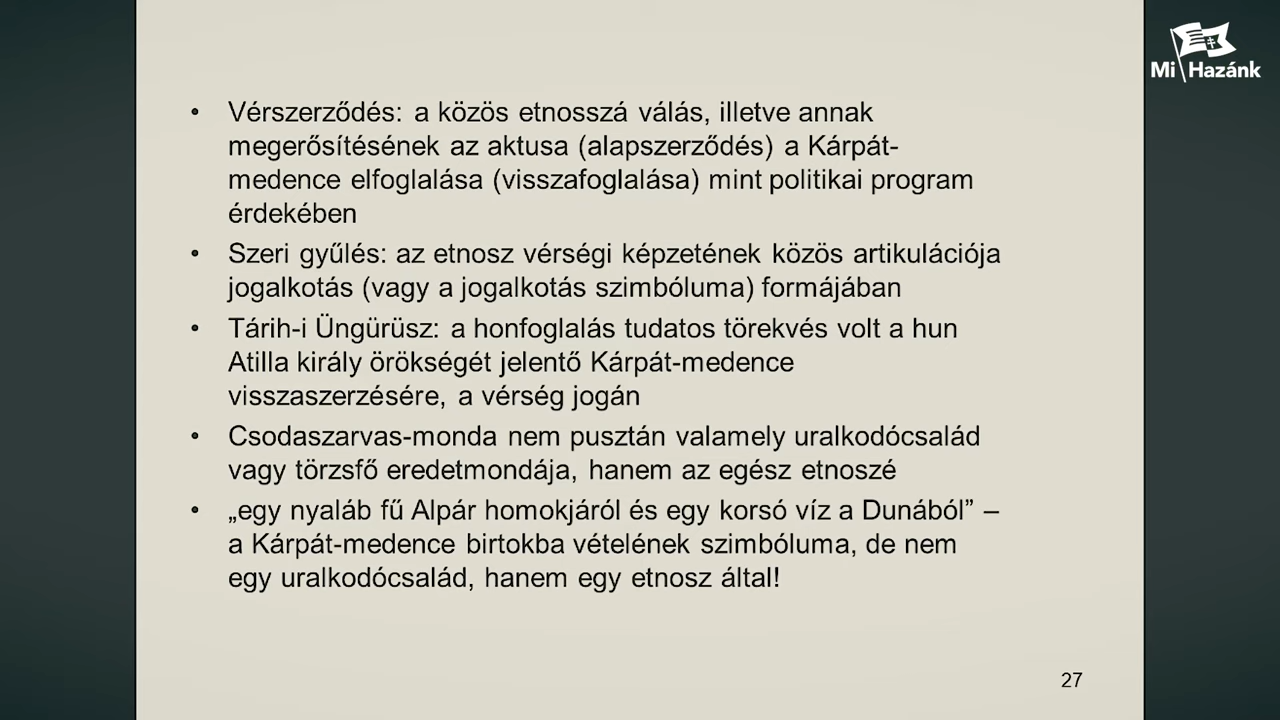 Mi Hazánk
• Vérszerződés: a közös etnosszá válás, illetve annak
megerősítésének az aktusa (alapszerződés) a Kárpát-
medence elfoglalása (visszafoglalása) mint politikai program
érdekében
• Szeri gyűlés: az etnosz vérségi képzetének közös artikulációja
jogalkotás (vagy a jogalkotás szimbóluma) formájában
• Tárih-i Üngürüsz: a honfoglalás tudatos törekvés volt a hun
Atilla király örökségét jelentő Kárpát-medence
visszaszerzésére, a vérség jogán
• Csodaszarvas-monda nem pusztán valamely uralkodócsalád
vagy törzsfő eredetmondája, hanem az egész etnoszé
• „egy nyaláb fű Alpár homokjáról és egy korsó víz a Dunából” –
a Kárpát-medence birtokba vételének szimbóluma, de nem
egy uralkodócsalád, hanem egy etnosz által!
27